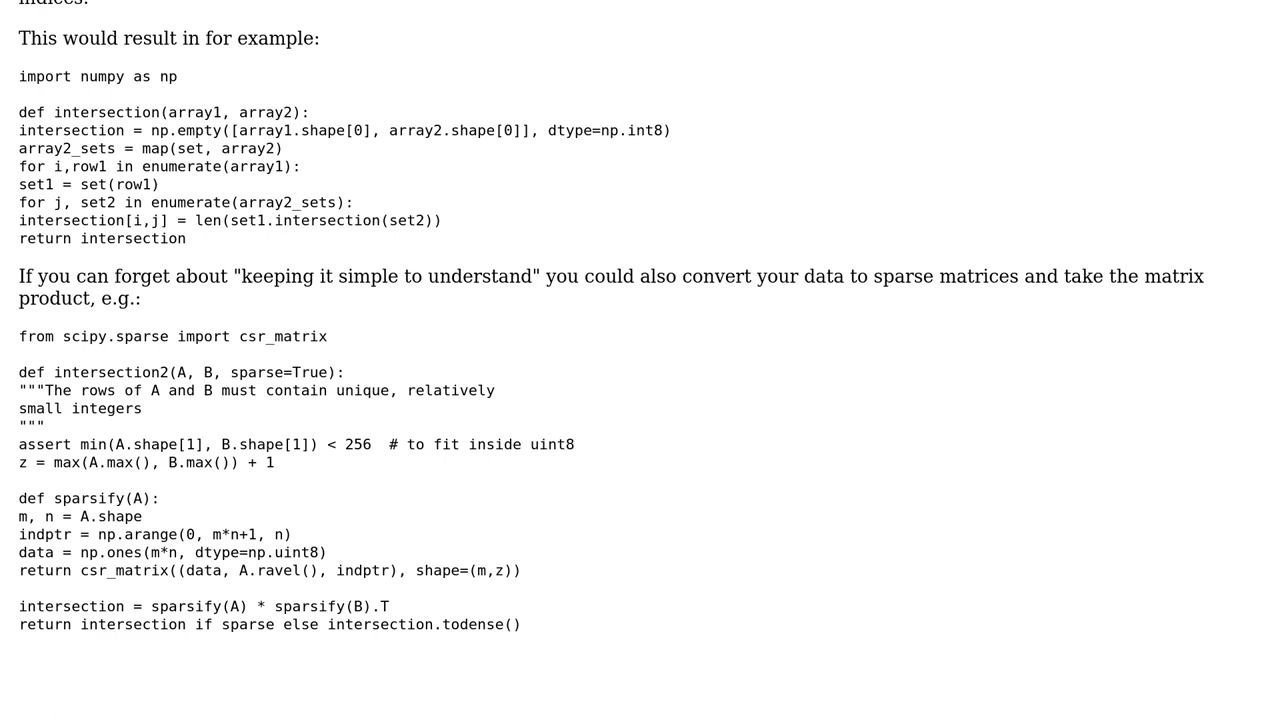 indices.
This would result in for example:
import numpy as np
def intersection(array1, array2):
intersection = np.empty([array1.shape[0], array2.shape[0]], dtype=np.int8)
array2_sets = map(set, array2)
for i,row1 in enumerate(array1):
set1 = set(row1)
for j, set2 in enumerate(array2_sets):
intersection[i,j] = len(set1.intersection(set2))
return intersection
If you can forget about "keeping it simple to understand" you could also convert your data to sparse matrices and take the matrix
product, e.g.:
from scipy.sparse import csr_matrix
def intersection2(A, B, sparse=True):
"""The rows of A and B must contain unique, relatively
small integers
"""
assert min(A.shape[1], B.shape[1]) < 256  # to fit inside uint8
z = max(A.max(), B.max()) + 1
def sparsify(A):
m, n = A.shape
indptr = np.arange(0, m*n+1, n)
data = np.ones(m*n, dtype=np.uint8)
return csr_matrix((data, A.ravel(), indptr), shape=(m,z))
intersection = sparsify(A) * sparsify(B).T
return intersection if sparse else intersection.todense()